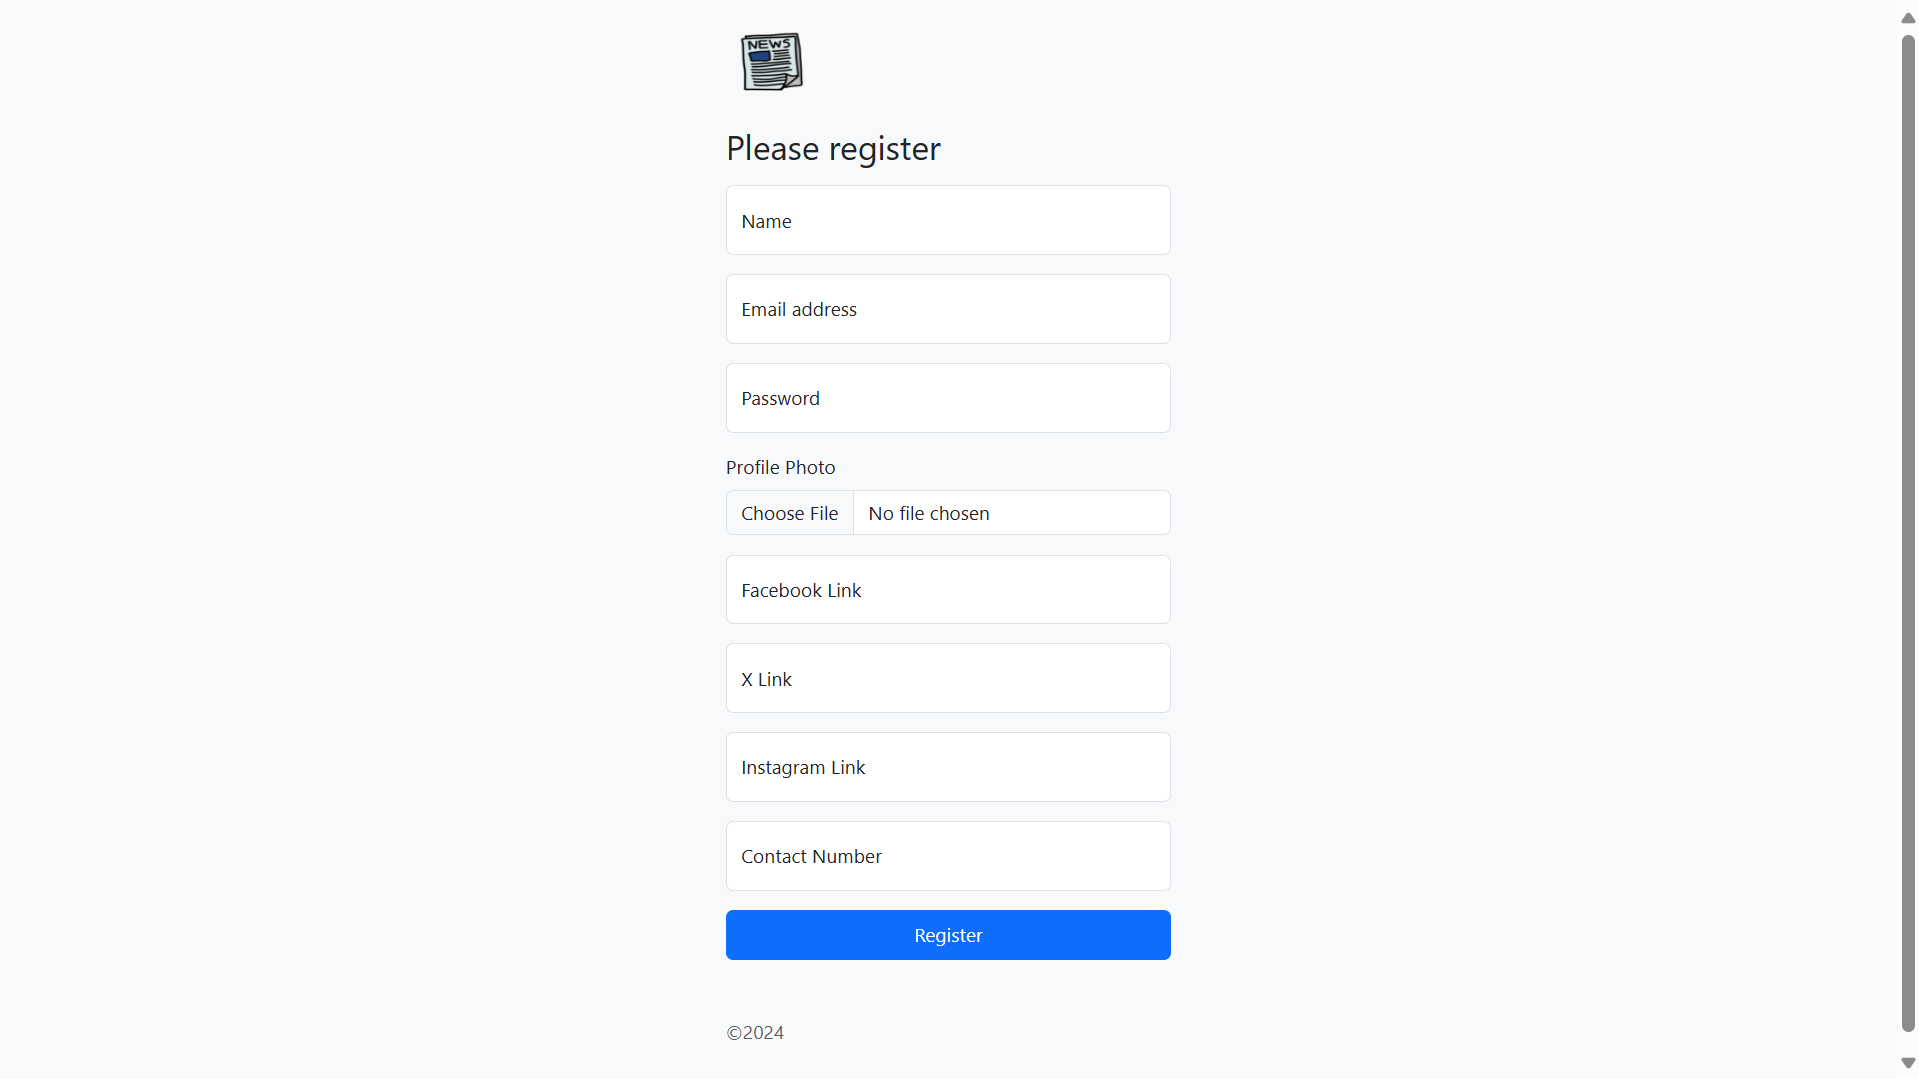 NEWS
Please register
Name
Email address
Password
Profile Photo
Choose File No file chosen
Facebook Link
X Link
Instagram Link
Contact Number
Register
©2024